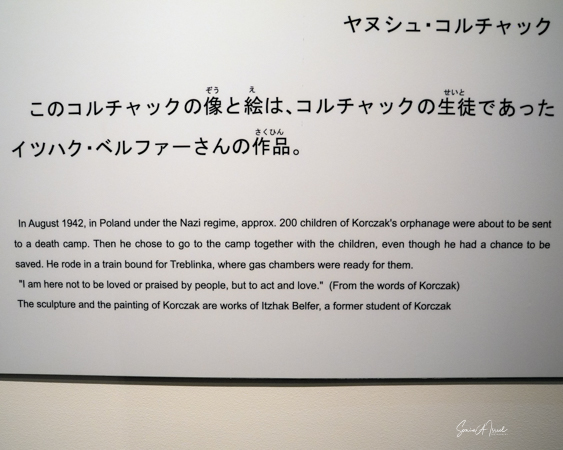 ヤヌシュ・コルチャック
このコルチャックの像と絵は、コルチャックの生徒であった
イツハク・ベルファーさんの作品。
In August 1942, in Poland under the Nazi regime, approx. 200 children of Korczak's orphanage were about to be sent
to a death camp. Then he chose to go to the camp together with the children, even though he had a chance to be
saved. He rode in a train bound for Treblinka, where gas chambers were ready for them.
"I am here not to be loved or praised by people, but to act and love." (From the words of Korczak)
The sculpture and the painting of Korczak are works of Itzhak Belfer, a former student of Korczak